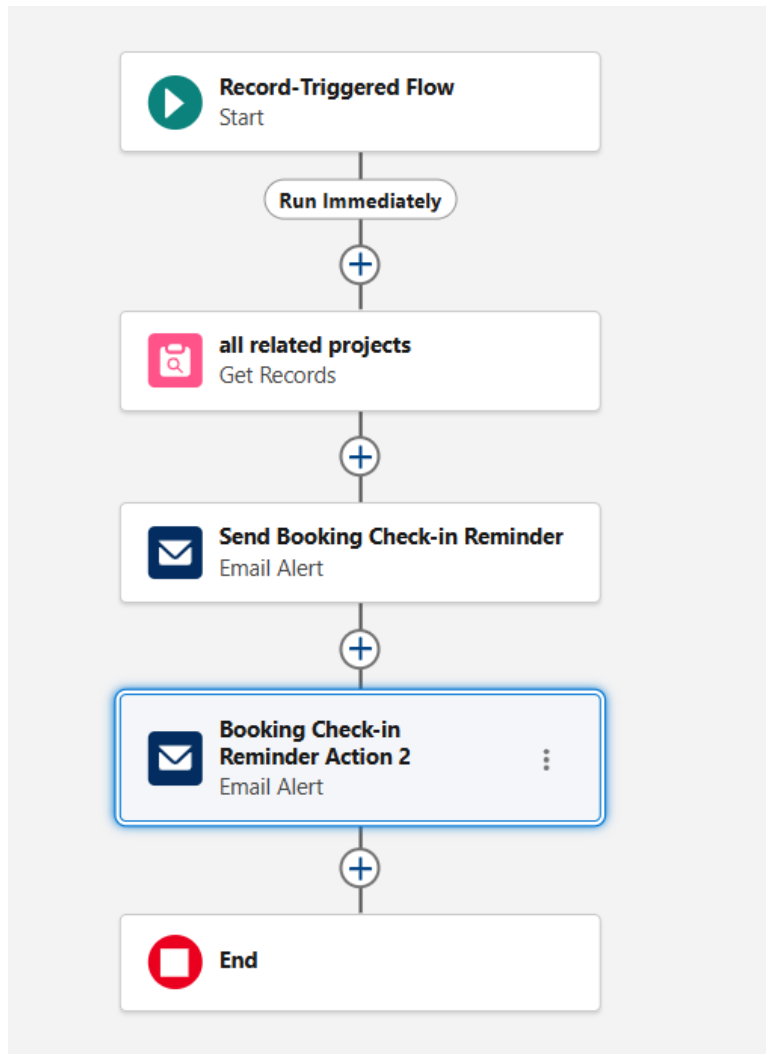 Record-Triggered Flow
Start
Run Immediately
all related projects
Get Records
Send Booking Check-in Reminder
Email Alert
Booking Check-in
Reminder Action 2
Email Alert
End